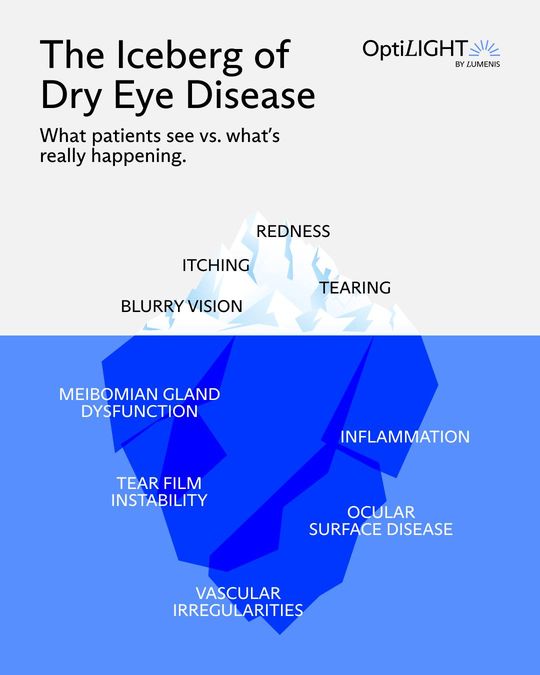 The Iceberg of
Dry Eye Disease
OptiLIGHT
BY LUMENIS
What patients see vs. what's
really happening.
REDNESS
ITCHING
TEARING
BLURRY VISION
MEIBOMIAN GLAND
DYSFUNCTION
INFLAMMATION
TEAR FILM
INSTABILITY
OCULAR
SURFACE DISEASE
VASCULAR
IRREGULARITIES